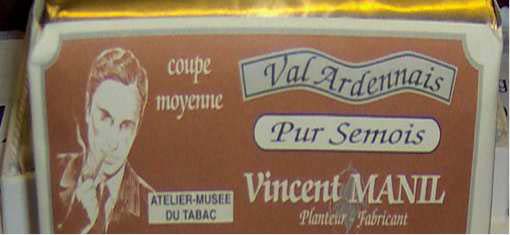 coupe
moyenne
Val Ardennais
Pur Semois
Vincent MANIL
Planteur - Fabricant
ATELIER-MUSEE
DU TABAC